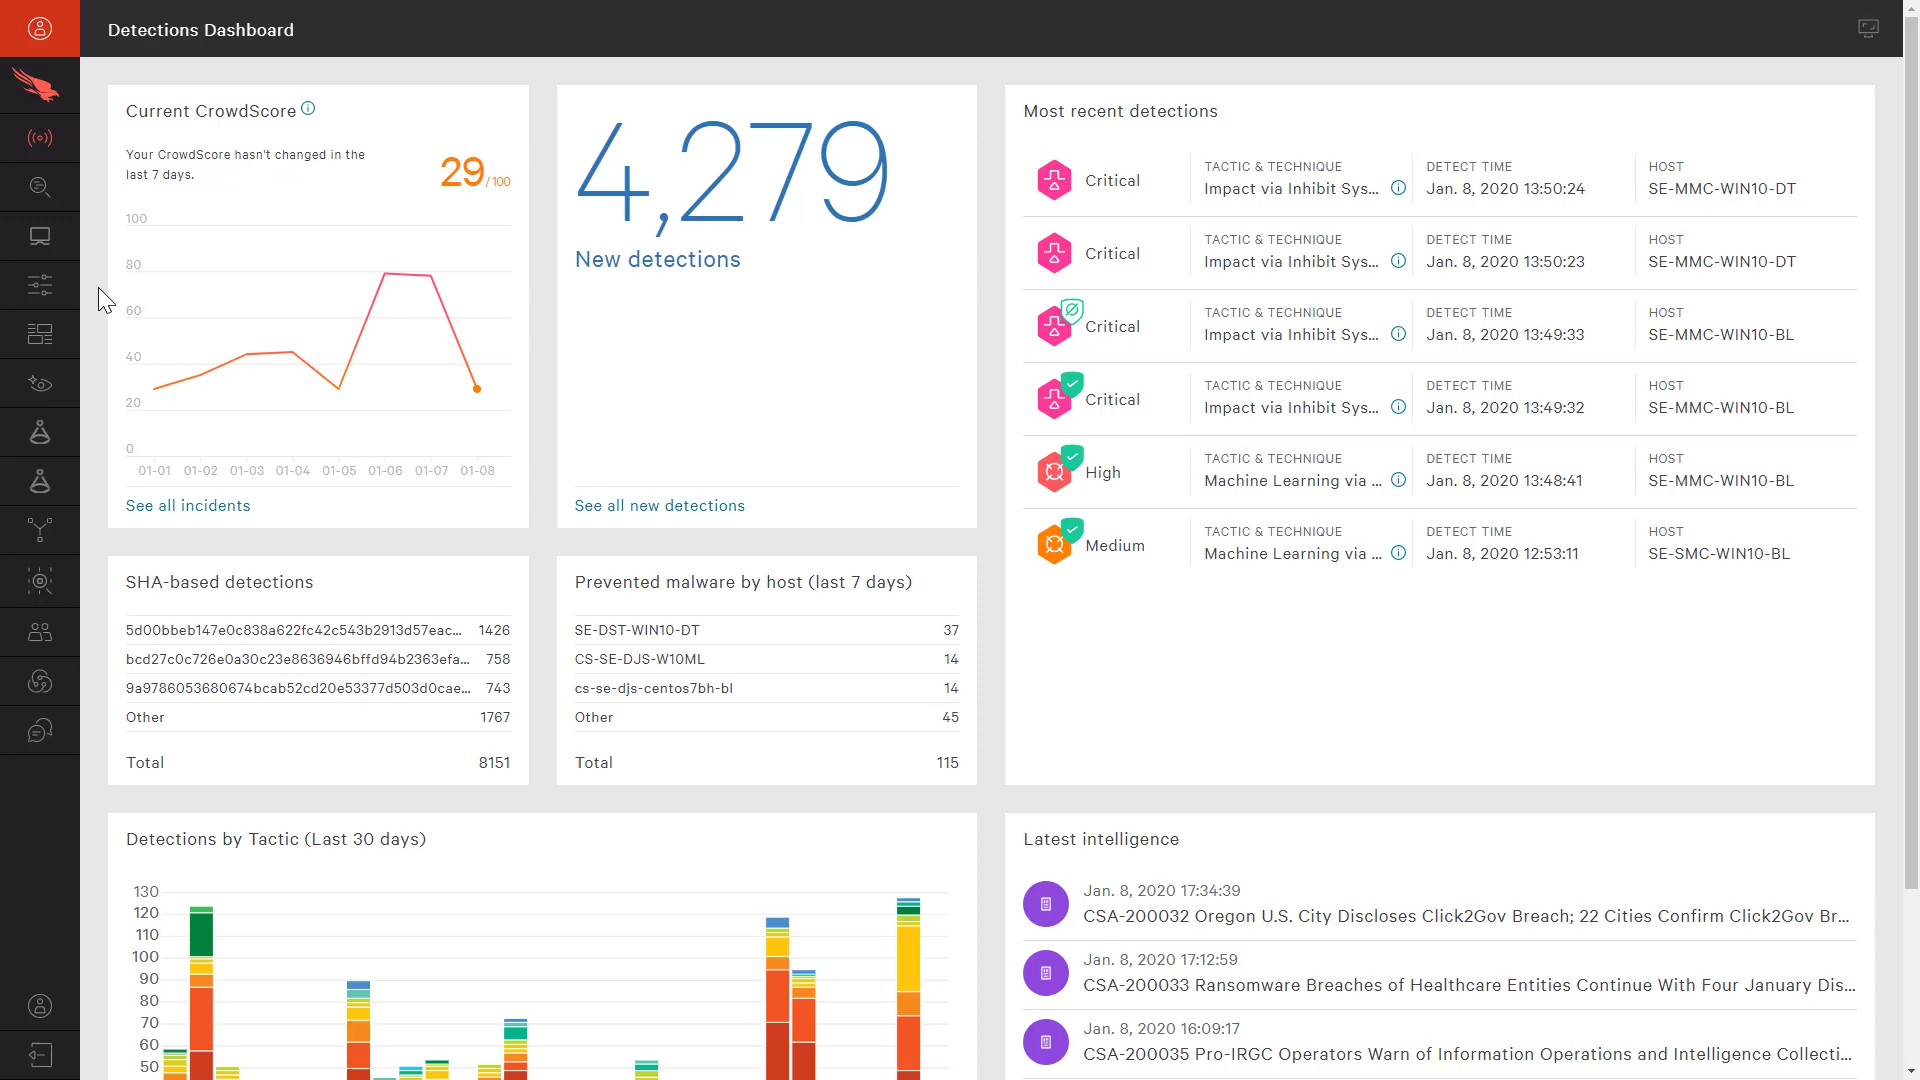 Detections Dashboard
Current CrowdScore
Your CrowdScore hasn't changed in the
last 7 days.
29/100
100
80
60
40
20
0
01-01 01-02 01-03 01-04 01-05 01-06 01-07 01-08
See all incidents
4,279
New detections
See all new detections
Most recent detections
Critical
TACTIC & TECHNIQUE
Impact via Inhibit Sys...
DETECT TIME
Jan. 8, 2020 13:50:24
HOST
SE-MMC-WIN10-DT
Critical
TACTIC & TECHNIQUE
Impact via Inhibit Sys...
DETECT TIME
Jan. 8, 2020 13:50:23
HOST
SE-MMC-WIN10-DT
Critical
TACTIC & TECHNIQUE
Impact via Inhibit Sys...
DETECT TIME
Jan. 8, 2020 13:49:33
HOST
SE-MMC-WIN10-BL
Critical
TACTIC & TECHNIQUE
Impact via Inhibit Sys...
DETECT TIME
Jan. 8, 2020 13:49:32
HOST
SE-MMC-WIN10-BL
High
TACTIC & TECHNIQUE
Machine Learning via ...
DETECT TIME
Jan. 8, 2020 13:48:41
HOST
SE-MMC-WIN10-BL
Medium
TACTIC & TECHNIQUE
Machine Learning via ...
DETECT TIME
Jan. 8, 2020 12:53:11
HOST
SE-SMC-WIN10-BL
SHA-based detections
5d00bbeb147e0c838a622fc42c543b2913d57eac... 1426
bcd27c0c726e0a30c23e8636946bffd94b2363efa... 758
9a9786053680674bcab52cd20e53377d503d0cae... 743
Other 1767
Total 8151
Prevented malware by host (last 7 days)
SE-DST-WIN10-DT 37
CS-SE-DJS-W10ML 14
cs-se-djs-centos7bh-bl 14
Other 45
Total 115
Detections by Tactic (Last 30 days)
130
120
110
100
90
80
70
60
50
Latest intelligence
Jan. 8, 2020 17:34:39
CSA-200032 Oregon U.S. City Discloses Click2Gov Breach; 22 Cities Confirm Click2Gov Br...
Jan. 8, 2020 17:12:59
CSA-200033 Ransomware Breaches of Healthcare Entities Continue With Four January Dis...
Jan. 8, 2020 16:09:17
CSA-200035 Pro-IRGC Operators Warn of Information Operations and Intelligence Collecti...